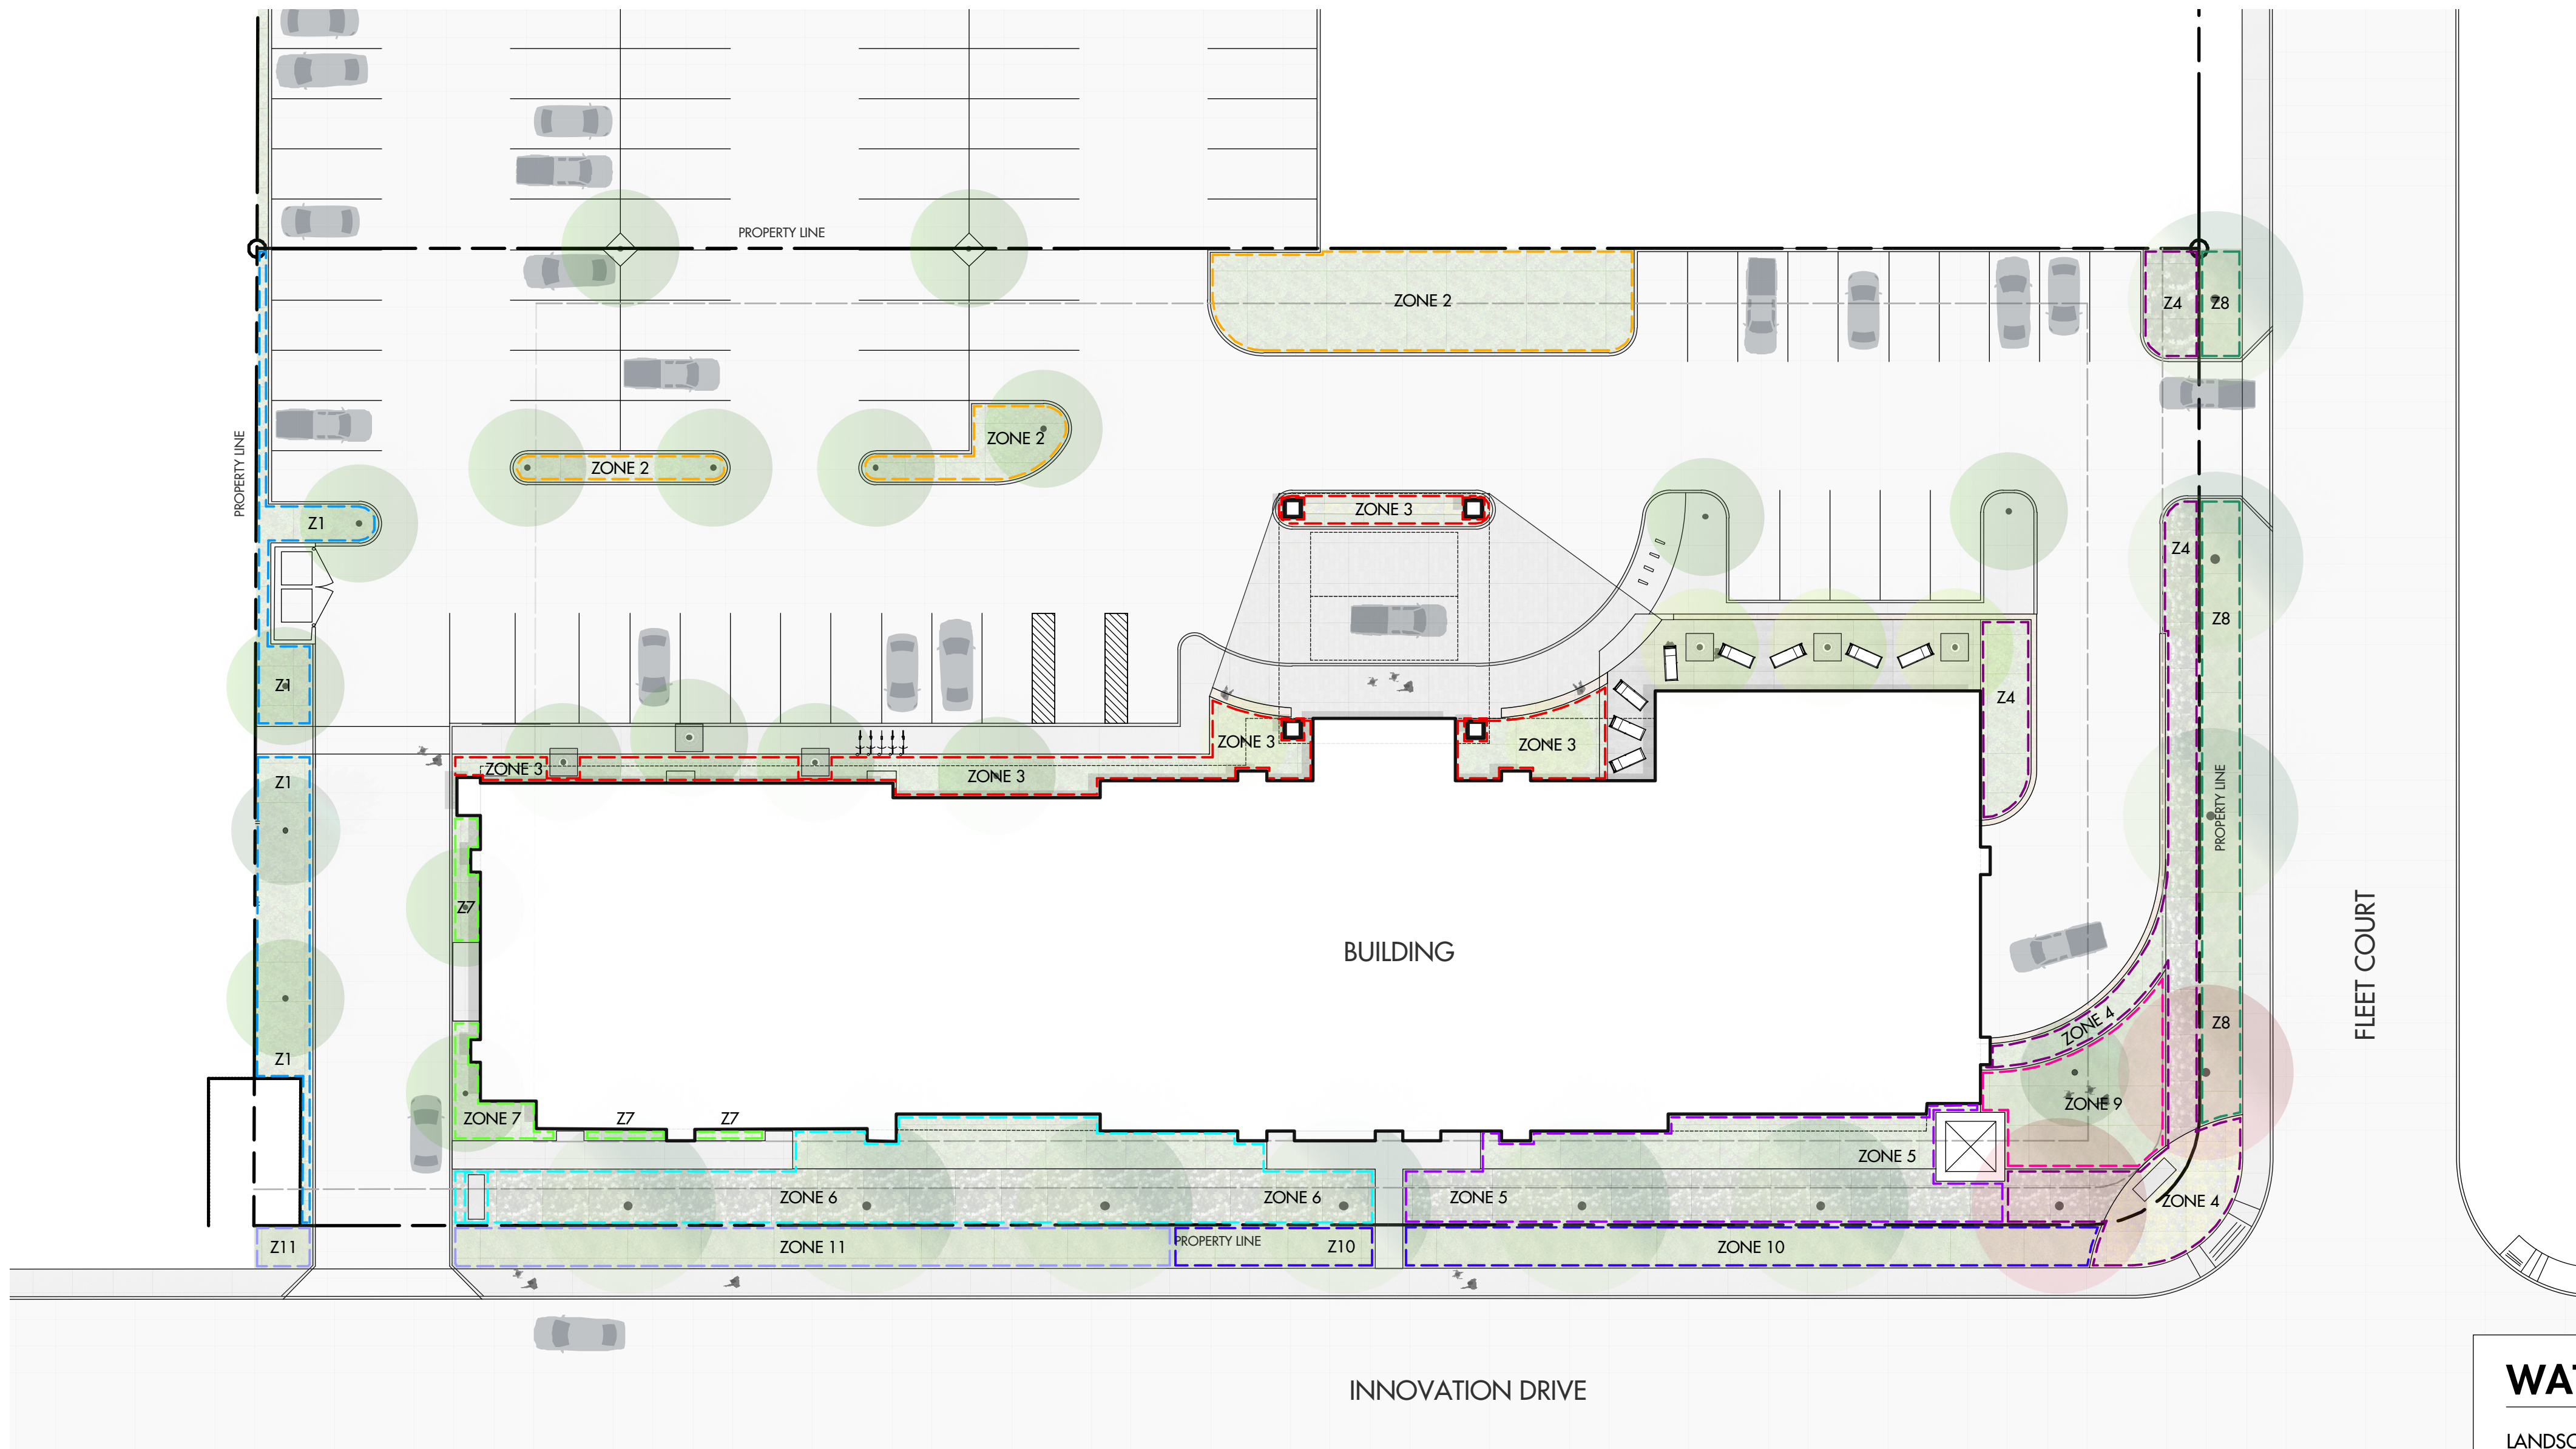 PROPERTY LINE
ZONE 2
Z4
Z8
PROPERTY LINE
ZONE 2
ZONE 2
Z1
ZONE 3
Z4
Z8
Z1
Z4
ZONE 3
ZONE 3
ZONE 3
ZONE 3
Z1
PROPERTY LINE
Z7
BUILDING
FLEET COURT
Z1
ZONE 4
Z8
ZONE 9
ZONE 7
Z7
Z7
ZONE 5
ZONE 6
ZONE 6
ZONE 5
ZONE 4
Z11
ZONE 11
PROPERTY LINE
Z10
ZONE 10
INNOVATION DRIVE